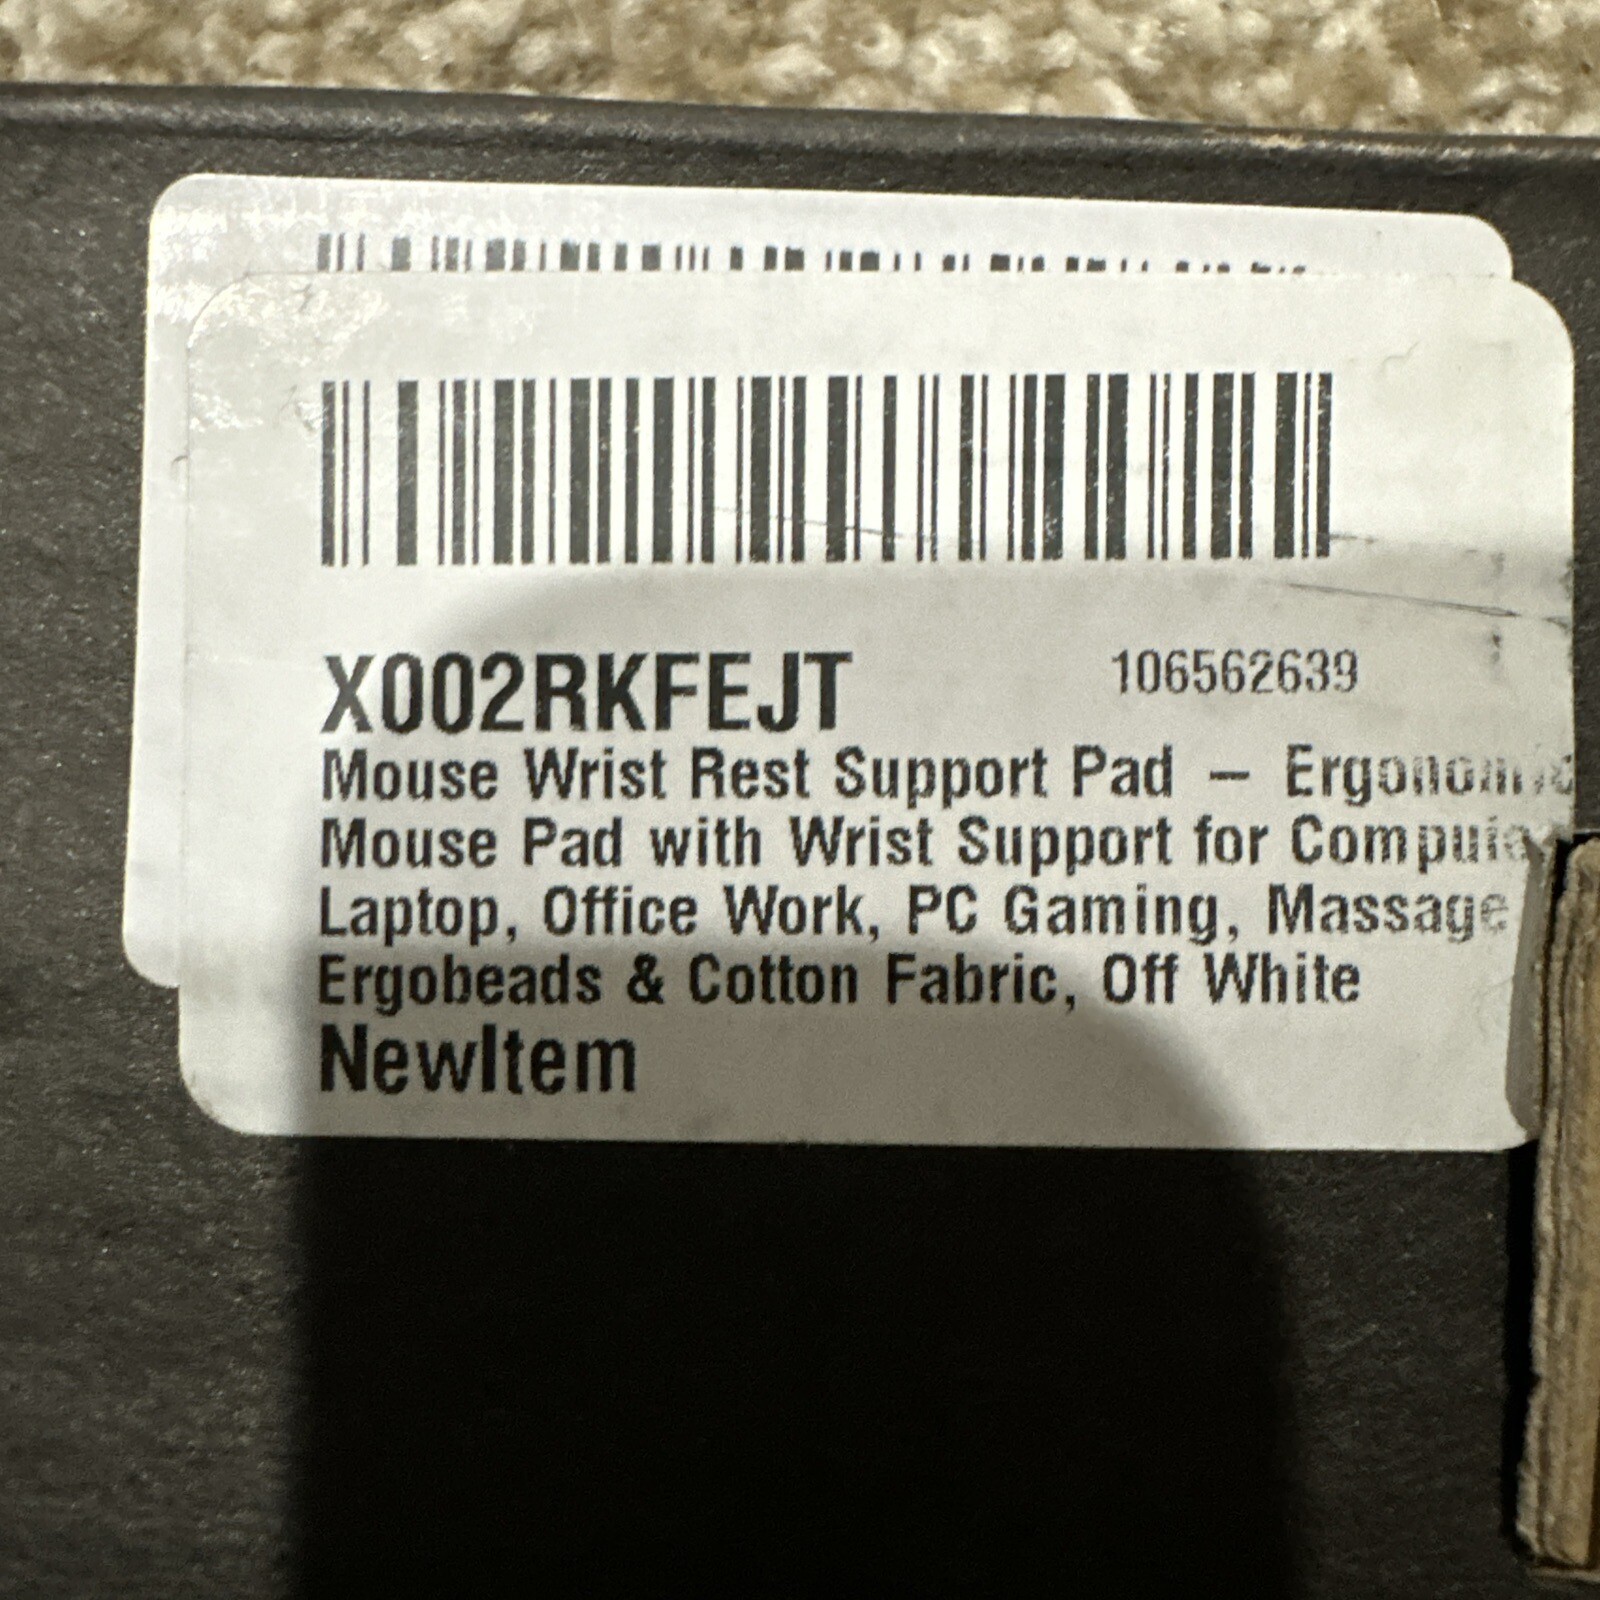 X002RKFEJT 106562639
Mouse Wrist Rest Support Pad – Ergonomic
Mouse Pad with Wrist Support for
Laptop, Office Work, PC Gaming, Massage
Ergobeads & Cotton Fabric, Off White
NewItem